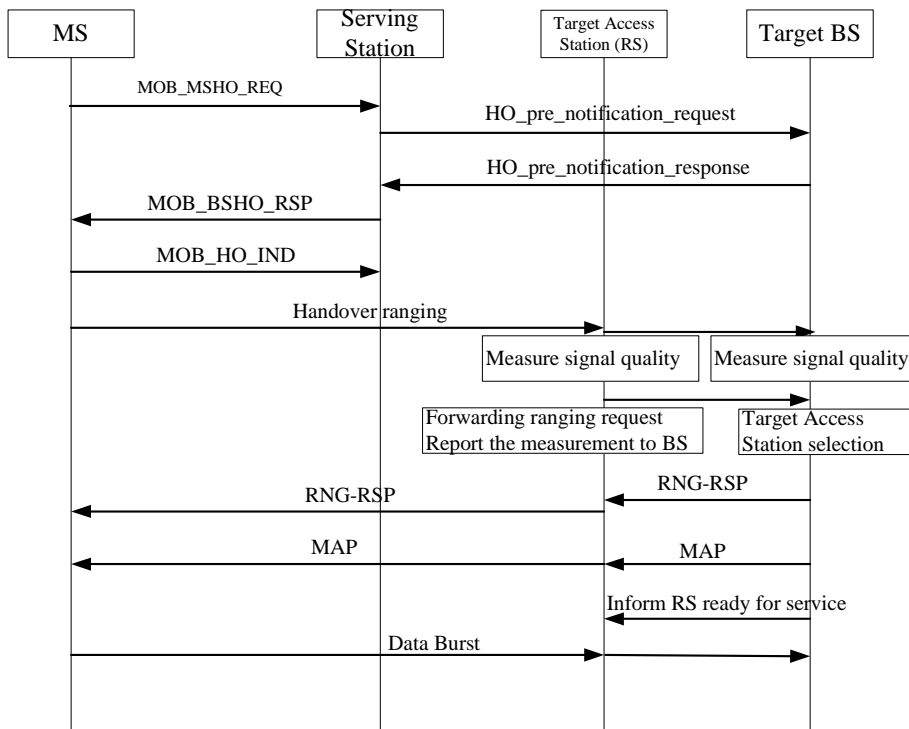 MS
Serving
Station
Target Access
Station (RS)
Target BS
MOB_MSHO_REQ
HO_pre_notification_request
HO_pre_notification_response
MOB_BSHO_RSP
MOB_HO_IND
Handover ranging
Measure signal quality
Measure signal quality
Forwarding ranging request
Report the measurement to BS
Target Access
Station selection
RNG-RSP
RNG-RSP
MAP
MAP
Inform RS ready for service
Data Burst